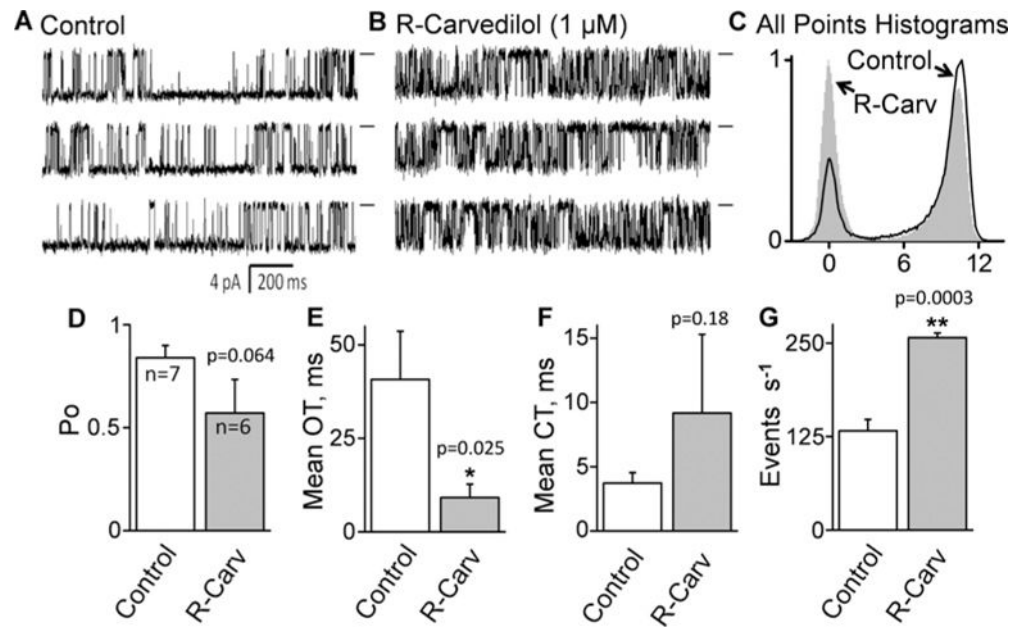 A Control
B R-Carvedilol (1 µM)
C All Points Histograms
Control
R-Carv
1
0
0 6 12
4 pA 200 ms
D
Po
1
0.5
0
n=7
p=0.064
n=6
Control
R-Carv
E
Mean OT, ms
50
25
0
p=0.025
*
Control
R-Carv
F
Mean CT, ms
15
10
5
0
p=0.18
Control
R-Carv
G
Events s-1
250
125
0
p=0.0003
**
Control
R-Carv